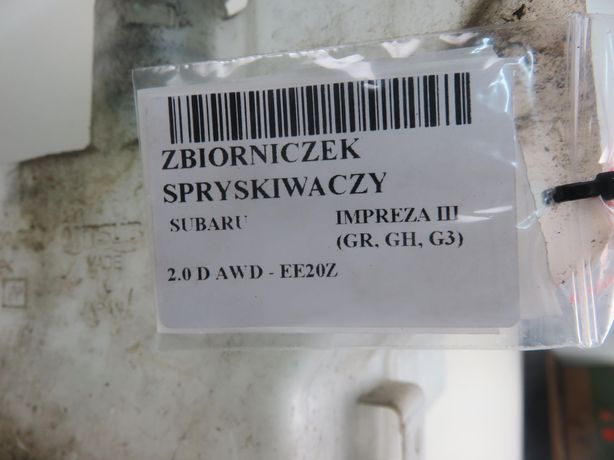 ZBIORNICZEK
SPRYSKIWACZY
SUBARU IMPREZA III
(GR, GH, G3)
2.0 D AWD - EE20Z